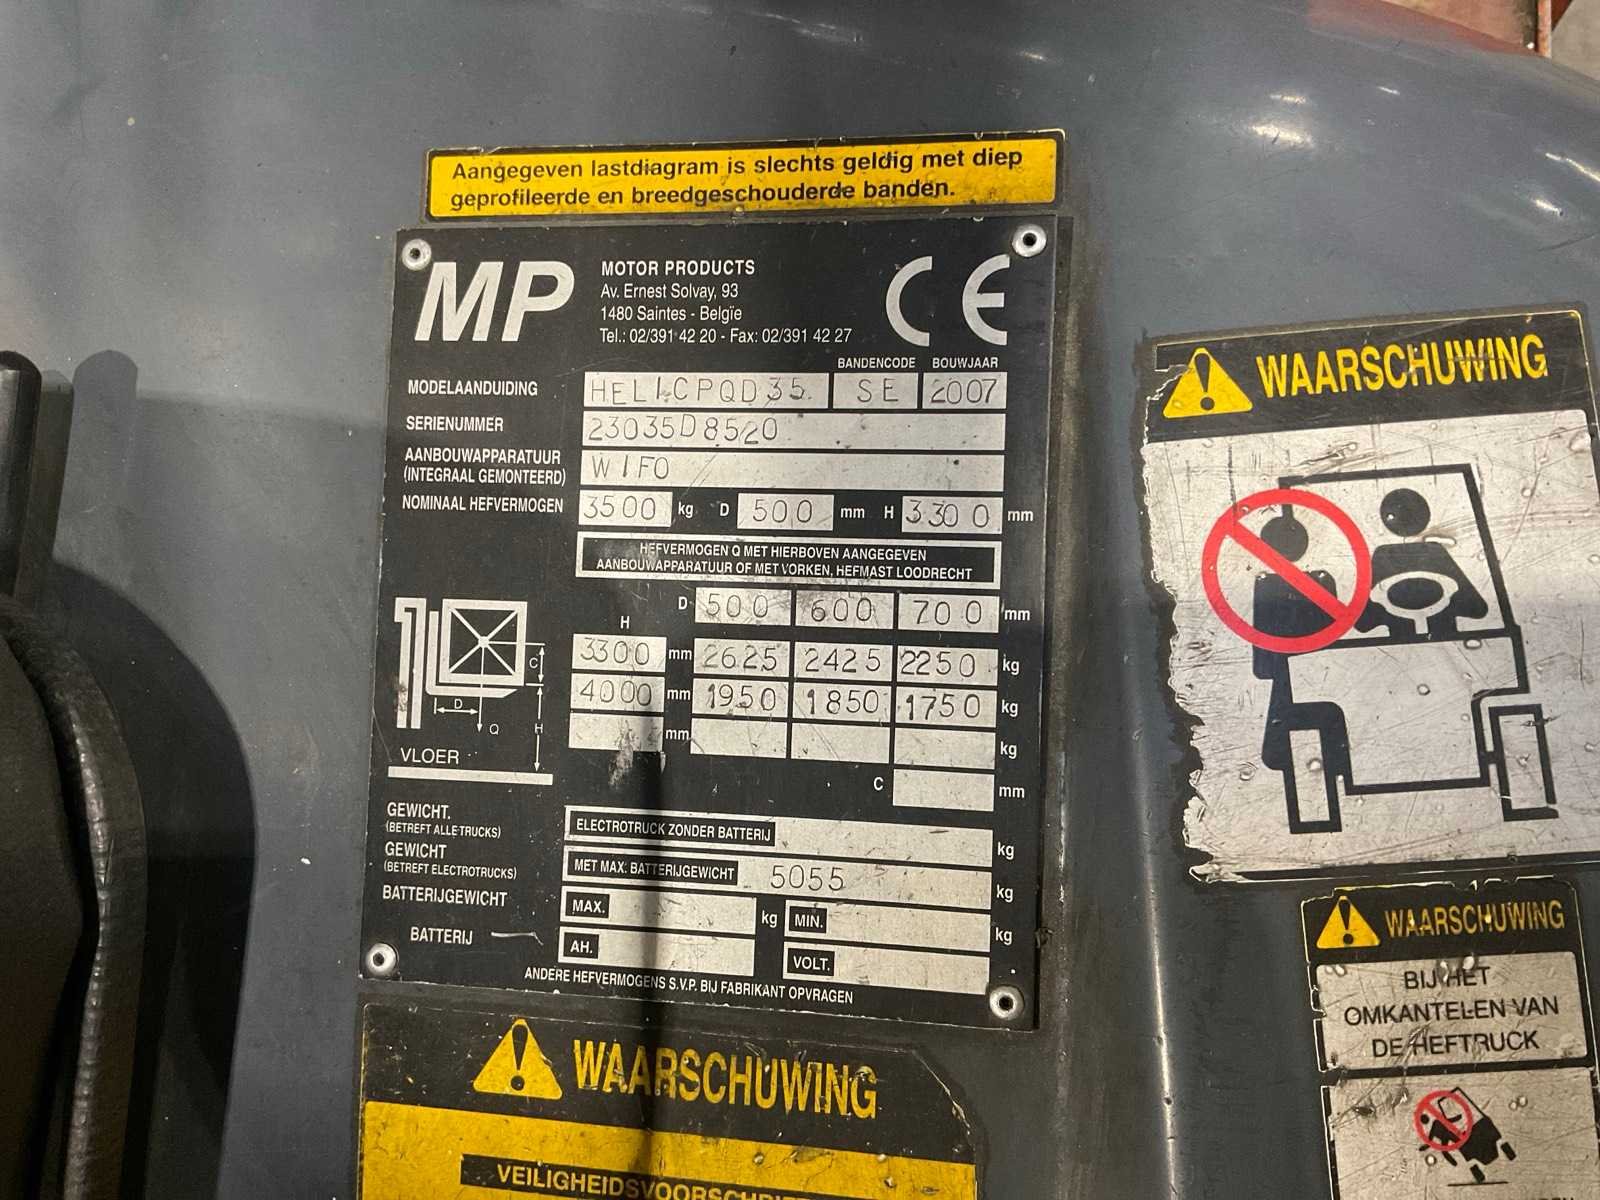 Aangegeven lastdiagram is slechts geldig met diep
geprofileerde en breedgeschouderde banden.
MP
MOTOR PRODUCTS
Av. Ernest Solvay, 93
1480 Saintes - Belgïe
Tel.: 02/391 42 20 - Fax: 02/391 42 27
CE
BANDENCODE BOUWJAAR
MODELAANDUIDING HELI.CPQD35. SE 2007
SERIENUMMER 23035D8520
AANBOUWAPPARATUUR
(INTEGRAAL GEMONTEERD) WIFO
NOMINAAL HEFVERMOGEN 3500 kg D 500 mm H 3300 mm
HEFVERMOGEN Q MET HIERBOVEN AANGEGEVEN
AANBOUWAPPARATUUR OF MET VORKEN, HEFMAST LOODRECHT
D 500 600 700 mm
H
3300 mm 2625 2425 2250 kg
4000 mm 1950 1850 1750 kg
mm kg
C mm
C
D
Q
H
VLOER
GEWICHT.
(BETREFT ALLE TRUCKS)
ELECTROTRUCK ZONDER BATTERIJ kg
GEWICHT
(BETREFT ELECTROTRUCKS)
MET MAX. BATTERIJGEWICHT 5055 kg
BATTERIJGEWICHT MAX. kg MIN. kg
BATTERIJ AH. VOLT.
ANDERE HEFVERMOGENS S.V.P. BIJ FABRIKANT OPVRAGEN
WAARSCHUWING
WAARSCHUWING
BIJ HET
OMKANTELEN VAN
DE HEFTRUCK
WAARSCHUWING